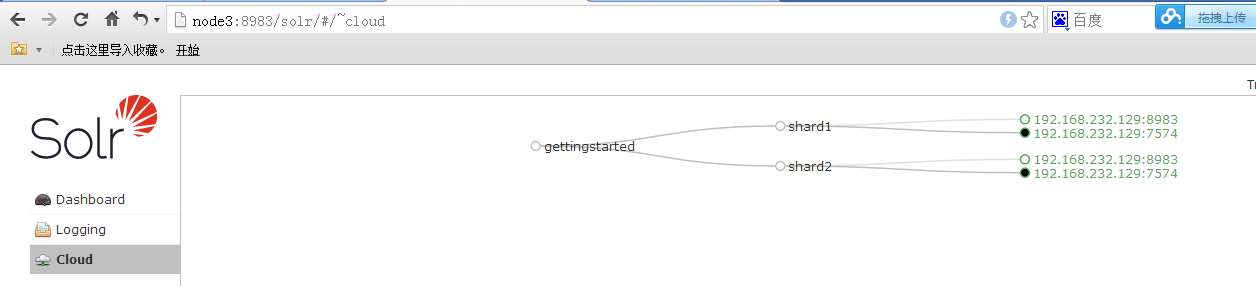 node3:8983/solr/#/~cloud
百度
拖拽上传
点击这里导入收藏。 开始
Tr
Solr
gettingstarted
shard1
192.168.232.129:8983
192.168.232.129:7574
shard2
192.168.232.129:8983
192.168.232.129:7574
Dashboard
Logging
Cloud